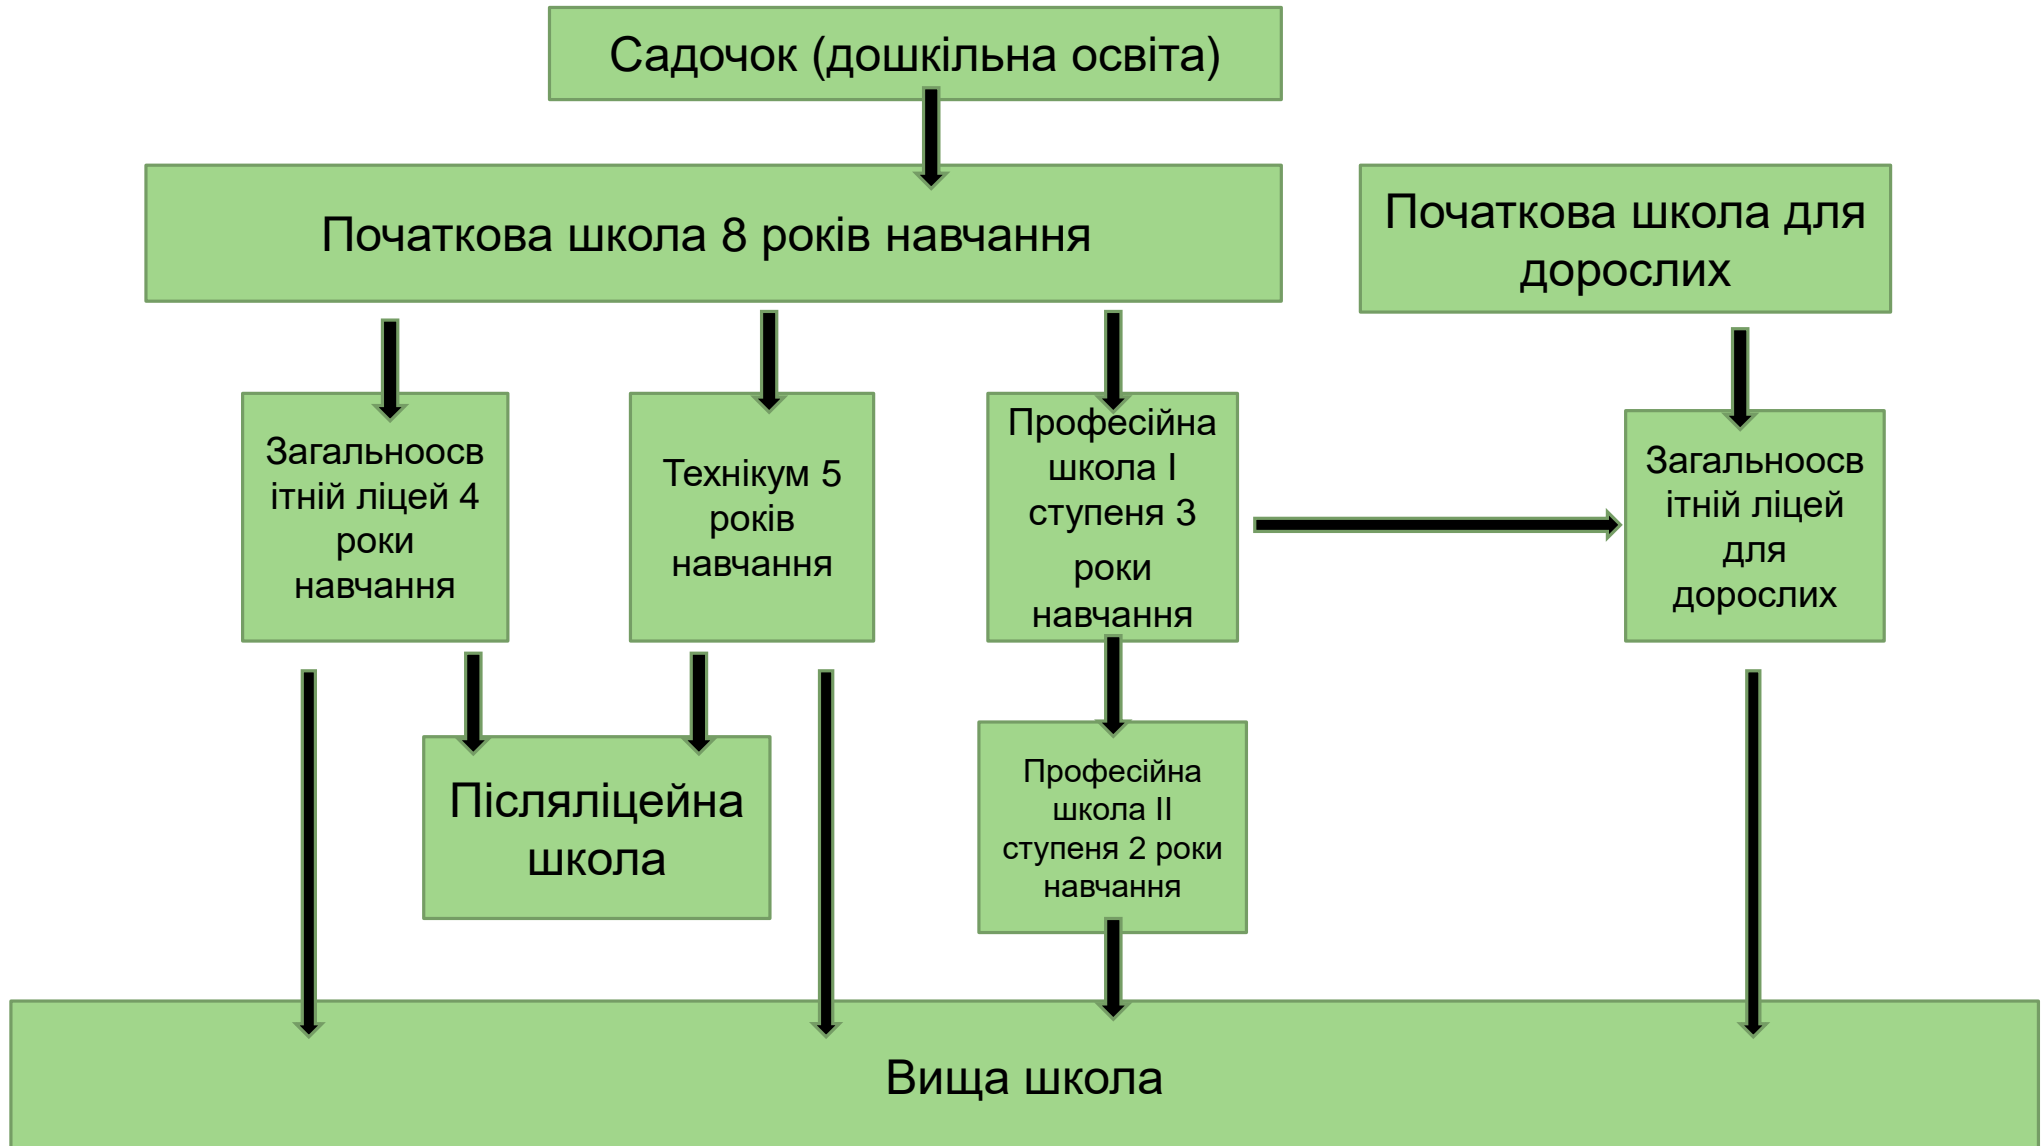 Садочок (дошкільна освіта)
Початкова школа 8 років навчання
Початкова школа для
дорослих
Загальноосв
ітній ліцей 4
роки
навчання
Технікум 5
років
навчання
Професійна
школа І
ступеня 3
роки
навчання
Загальноосв
ітній ліцей
для
дорослих
Післяліцейна
школа
Професійна
школа ІІ
ступеня 2 роки
навчання
Вища школа